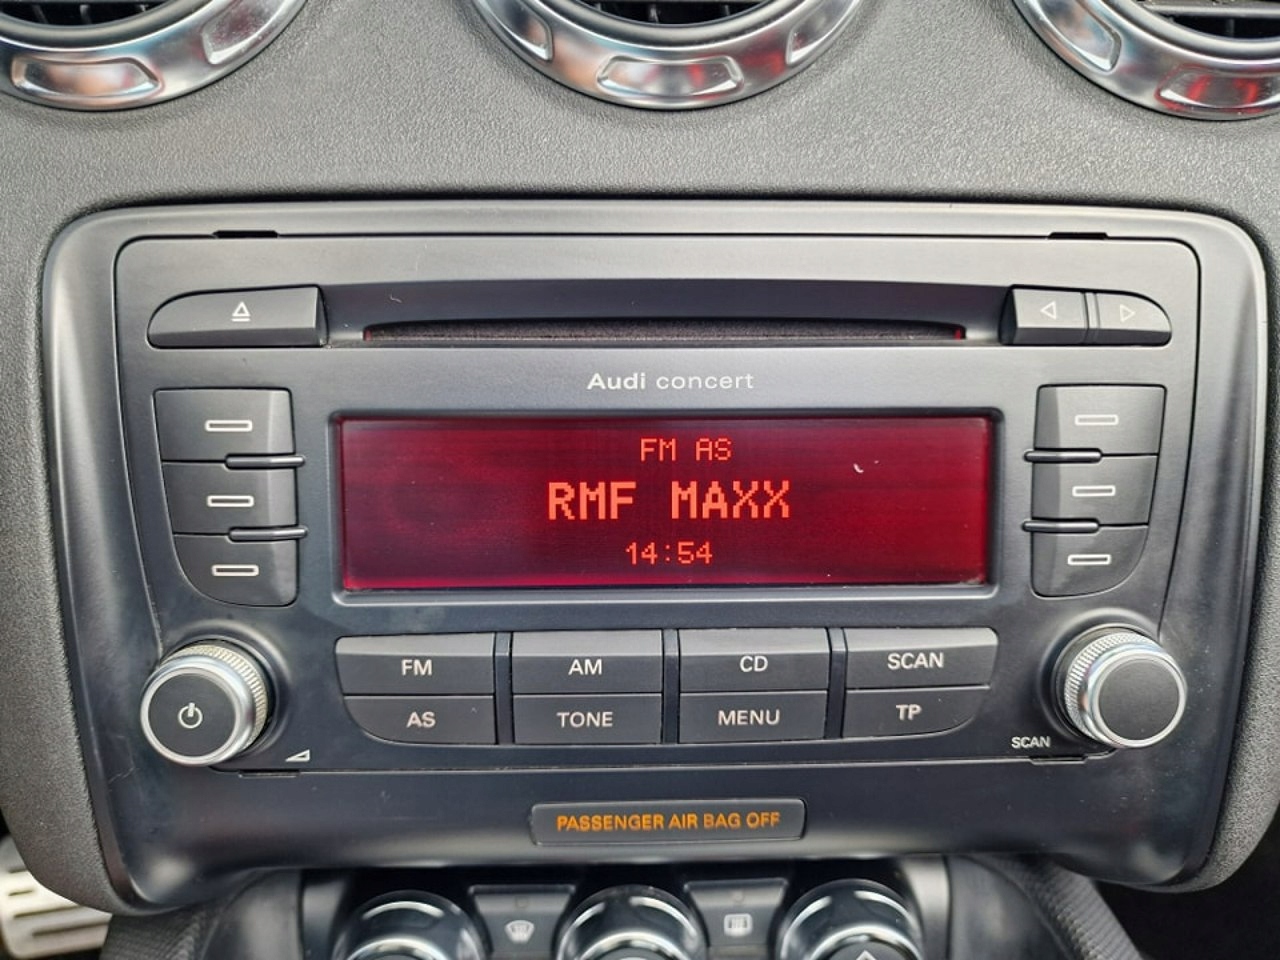 Audi concert
FM AS
RMF MAXX
14:54
FM AM CD SCAN
AS TONE MENU TP
SCAN
PASSENGER AIR BAG OFF